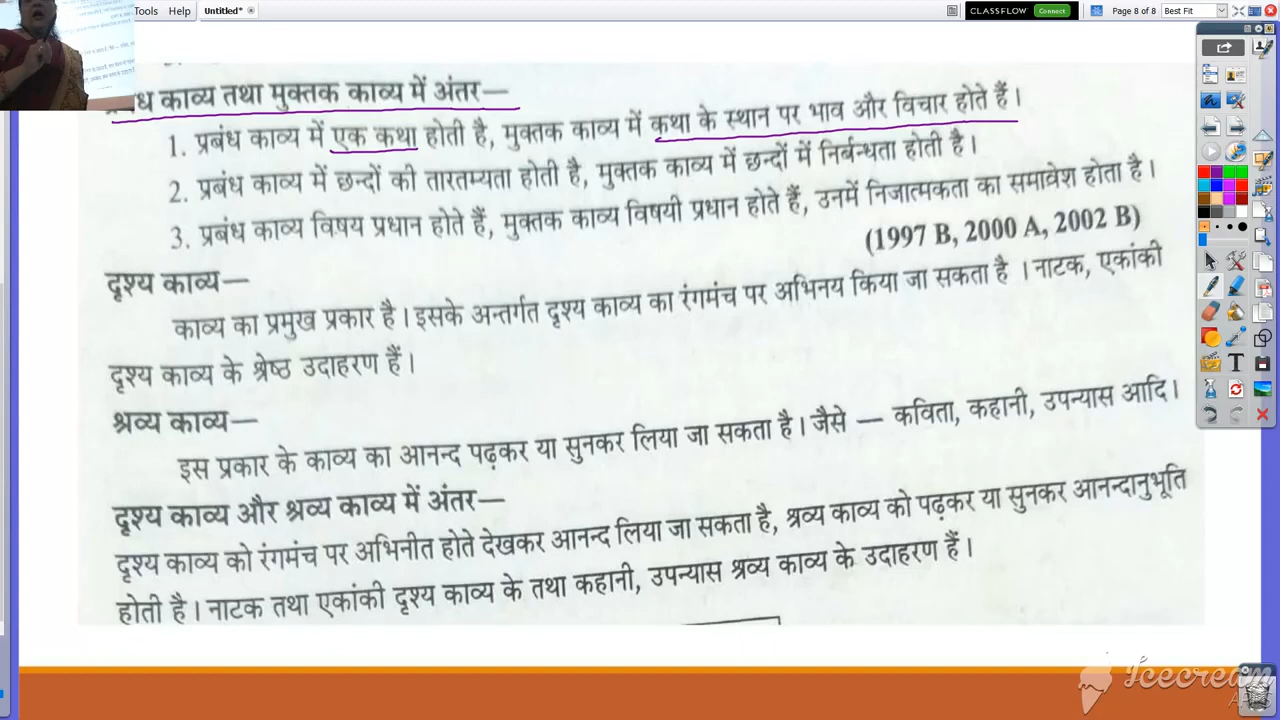 Tools Help Untitled* CLASSFLOW Connect Page 8 of 8 Best Fit
काव्य तथा मुक्तक काव्य में अंतर—
1. प्रबंध काव्य में एक कथा होती है, मुक्तक काव्य में कथा के स्थान पर भाव और विचार होते हैं।
2. प्रबंध काव्य में छन्दों की तारतम्यता होती है, मुक्तक काव्य में छन्दों में निर्बन्धता होती है।
3. प्रबंध काव्य विषय प्रधान होते हैं, मुक्तक काव्य विषयी प्रधान होते हैं, उनमें निजात्मकता का समावेश होता है।
(1997 B, 2000 A, 2002 B)
दृश्य काव्य—
काव्य का प्रमुख प्रकार है। इसके अन्तर्गत दृश्य काव्य का रंगमंच पर अभिनय किया जा सकता है । नाटक, एकांकी
दृश्य काव्य के श्रेष्ठ उदाहरण हैं।
श्रव्य काव्य—
इस प्रकार के काव्य का आनन्द पढ़कर या सुनकर लिया जा सकता है। जैसे — कविता, कहानी, उपन्यास आदि।
दृश्य काव्य और श्रव्य काव्य में अंतर—
दृश्य काव्य को रंगमंच पर अभिनीत होते देखकर आनन्द लिया जा सकता है, श्रव्य काव्य को पढ़कर या सुनकर आनन्दानुभूति
होती है। नाटक तथा एकांकी दृश्य काव्य के तथा कहानी, उपन्यास श्रव्य काव्य के उदाहरण हैं।
Icecream
APPS